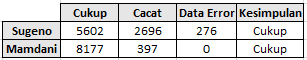 Cukup Cacat Data Error Kesimpulan
Sugeno 5602 2696 276 Cukup
Mamdani 8177 397 0 Cukup